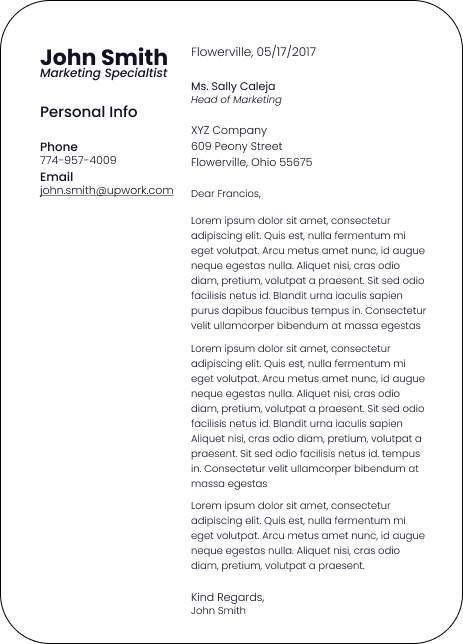 John Smith
Marketing Specialtist
Personal Info
Phone
774-957-4009
Email
john.smith@upwork.com
Flowerville, 05/17/2017
Ms. Sally Caleja
Head of Marketing
XYZ Company
609 Peony Street
Flowerville, Ohio 55675
Dear Francios,
Lorem ipsum dolor sit amet, consectetur
adipiscing elit. Quis est, nulla fermentum mi
eget volutpat. Arcu metus amet nunc, id augue
neque egestas nulla. Aliquet nisi, cras odio
diam, pretium, volutpat a praesent. Sit sed odio
facilisis netus id. Blandit urna iaculis sapien
purus dapibus faucibus tempus in. Consectetur
velit ullamcorper bibendum at massa egestas
Lorem ipsum dolor sit amet, consectetur
adipiscing elit. Quis est, nulla fermentum mi
eget volutpat. Arcu metus amet nunc, id augue
neque egestas nulla. Aliquet nisi, cras odio
diam, pretium, volutpat a praesent. Sit sed odio
facilisis netus id. Blandit urna iaculis sapien
Aliquet nisi, cras odio diam, pretium, volutpat a
praesent. Sit sed odio facilisis netus id. tempus
in. Consectetur velit ullamcorper bibendum at
massa egestas
Lorem ipsum dolor sit amet, consectetur
adipiscing elit. Quis est, nulla fermentum mi
eget volutpat. Arcu metus amet nunc, id augue
neque egestas nulla. Aliquet nisi, cras odio
diam, pretium, volutpat a praesent.
Kind Regards,
John Smith